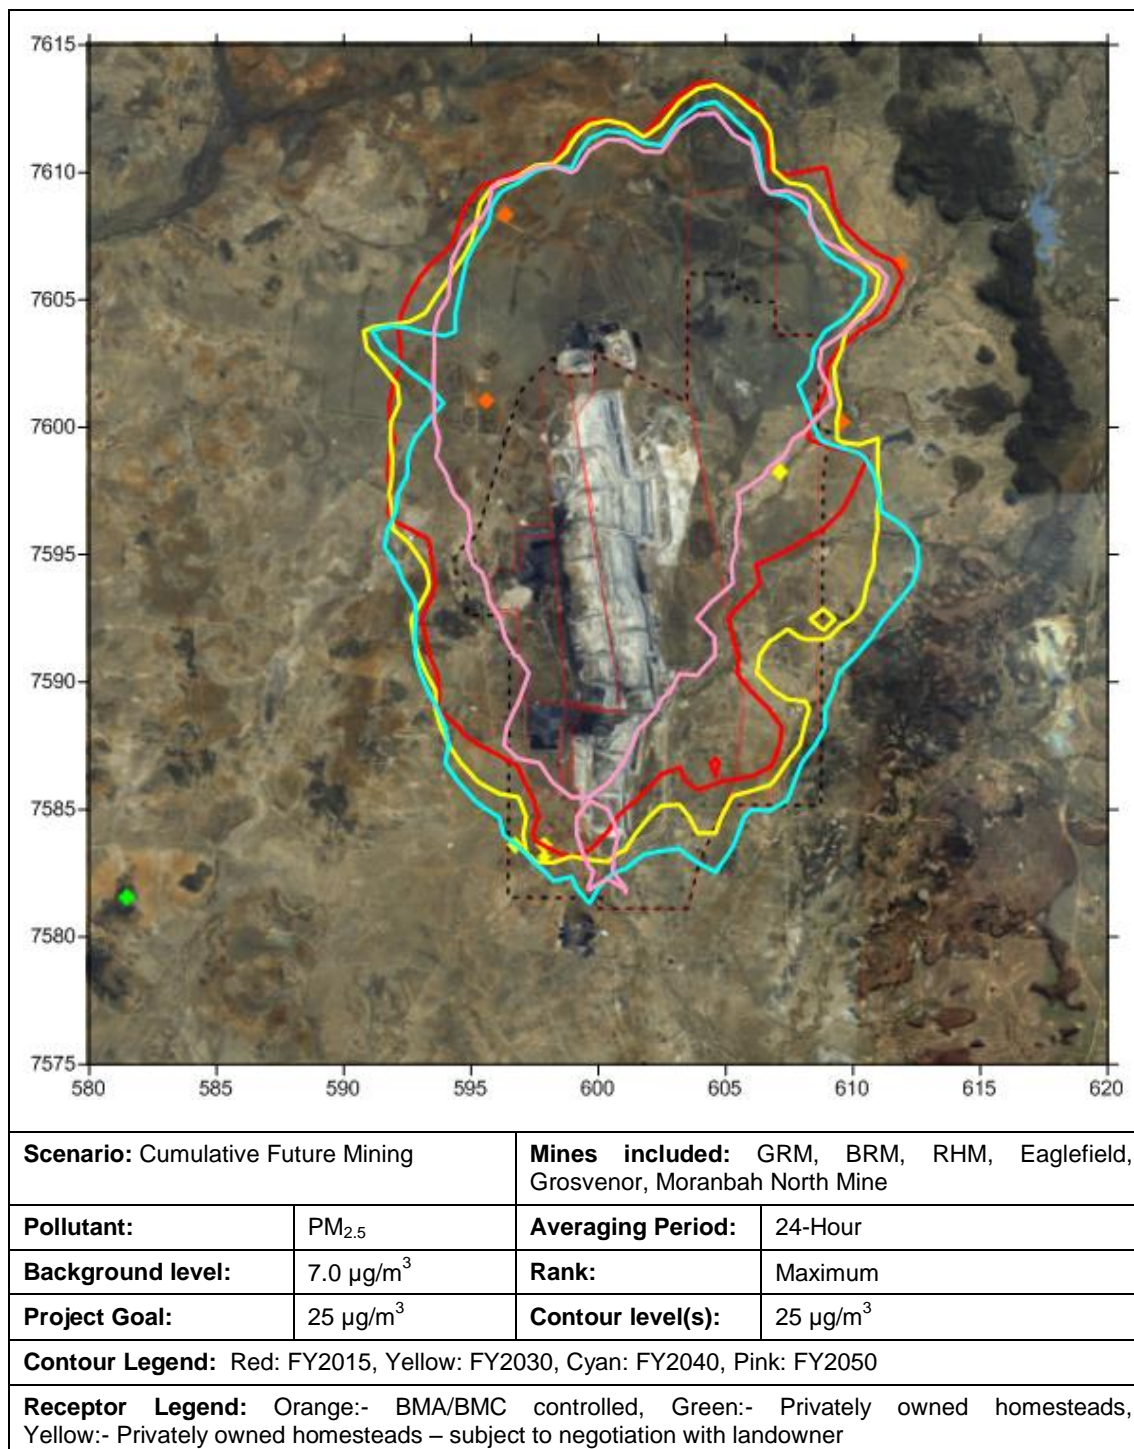 7615
7610
7605
7600
7595
7590
7585
7580
7575
580 585 590 595 600 605 610 615 620
Scenario: Cumulative Future Mining
Mines included: GRM, BRM, RHM, Eaglefield,
Grosvenor, Moranbah North Mine
Pollutant: PM2.5 Averaging Period: 24-Hour
Background level: 7.0 µg/m3 Rank: Maximum
Project Goal: 25 µg/m3 Contour level(s): 25 µg/m3
Contour Legend: Red: FY2015, Yellow: FY2030, Cyan: FY2040, Pink: FY2050
Receptor Legend: Orange:- BMA/BMC controlled, Green:- Privately owned homesteads,
Yellow:- Privately owned homesteads – subject to negotiation with landowner